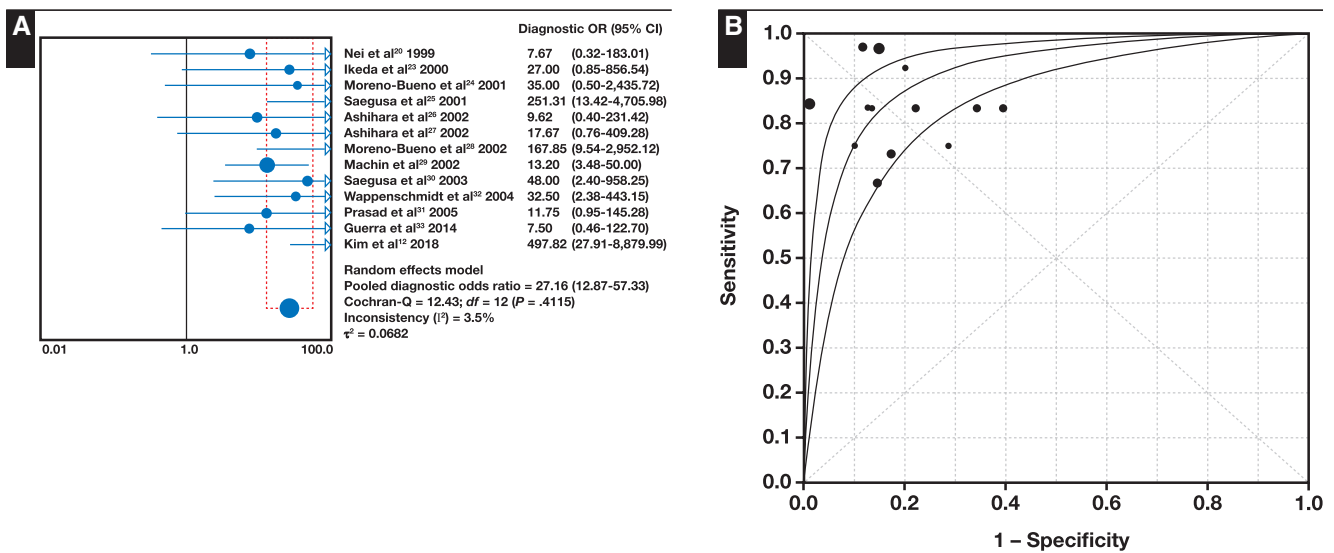 A
Diagnostic OR (95% CI)
Nei et al²⁰ 1999 7.67 (0.32-183.01)
Ikeda et al²³ 2000 27.00 (0.85-856.54)
Moreno-Bueno et al²⁴ 2001 35.00 (0.50-2,435.72)
Saegusa et al²⁵ 2001 251.31 (13.42-4,705.98)
Ashihara et al²⁶ 2002 9.62 (0.40-231.42)
Ashihara et al²⁷ 2002 17.67 (0.76-409.28)
Moreno-Bueno et al²⁸ 2002 167.85 (9.54-2,952.12)
Machin et al²⁹ 2002 13.20 (3.48-50.00)
Saegusa et al³⁰ 2003 48.00 (2.40-958.25)
Wappenschmidt et al³² 2004 32.50 (2.38-443.15)
Prasad et al³¹ 2005 11.75 (0.95-145.28)
Guerra et al³³ 2014 7.50 (0.46-122.70)
Kim et al¹² 2018 497.82 (27.91-8,879.99)
Random effects model
Pooled diagnostic odds ratio = 27.16 (12.87-57.33)
Cochran-Q = 12.43; df = 12 (P = .4115)
Inconsistency (I²) = 3.5%
τ² = 0.0682
0.01 1.0 100.0
B
Sensitivity
1.0
0.9
0.8
0.7
0.6
0.5
0.4
0.3
0.2
0.1
0.0
0.0 0.2 0.4 0.6 0.8 1.0
1 – Specificity